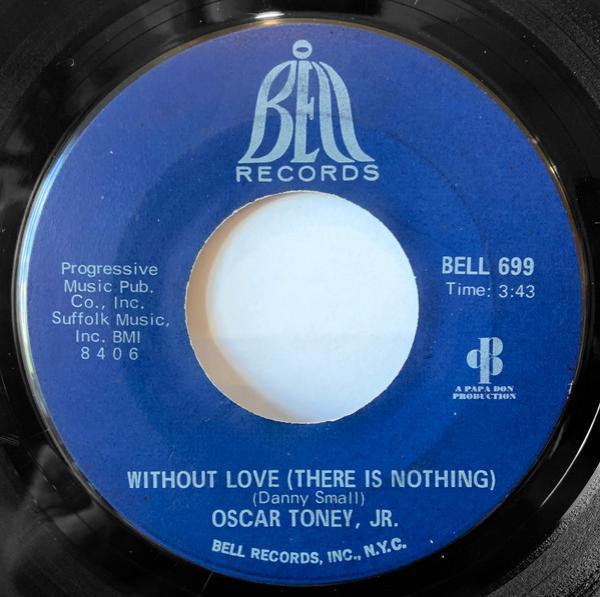 BELL
RECORDS
Progressive
Music Pub.
Co., Inc.
Suffolk Music,
Inc. BMI
8406
BELL 699
Time: 3:43
A PAPA DON
PRODUCTION
WITHOUT LOVE (THERE IS NOTHING)
(Danny Small)
OSCAR TONEY, JR.
BELL RECORDS, INC., N.Y.C.